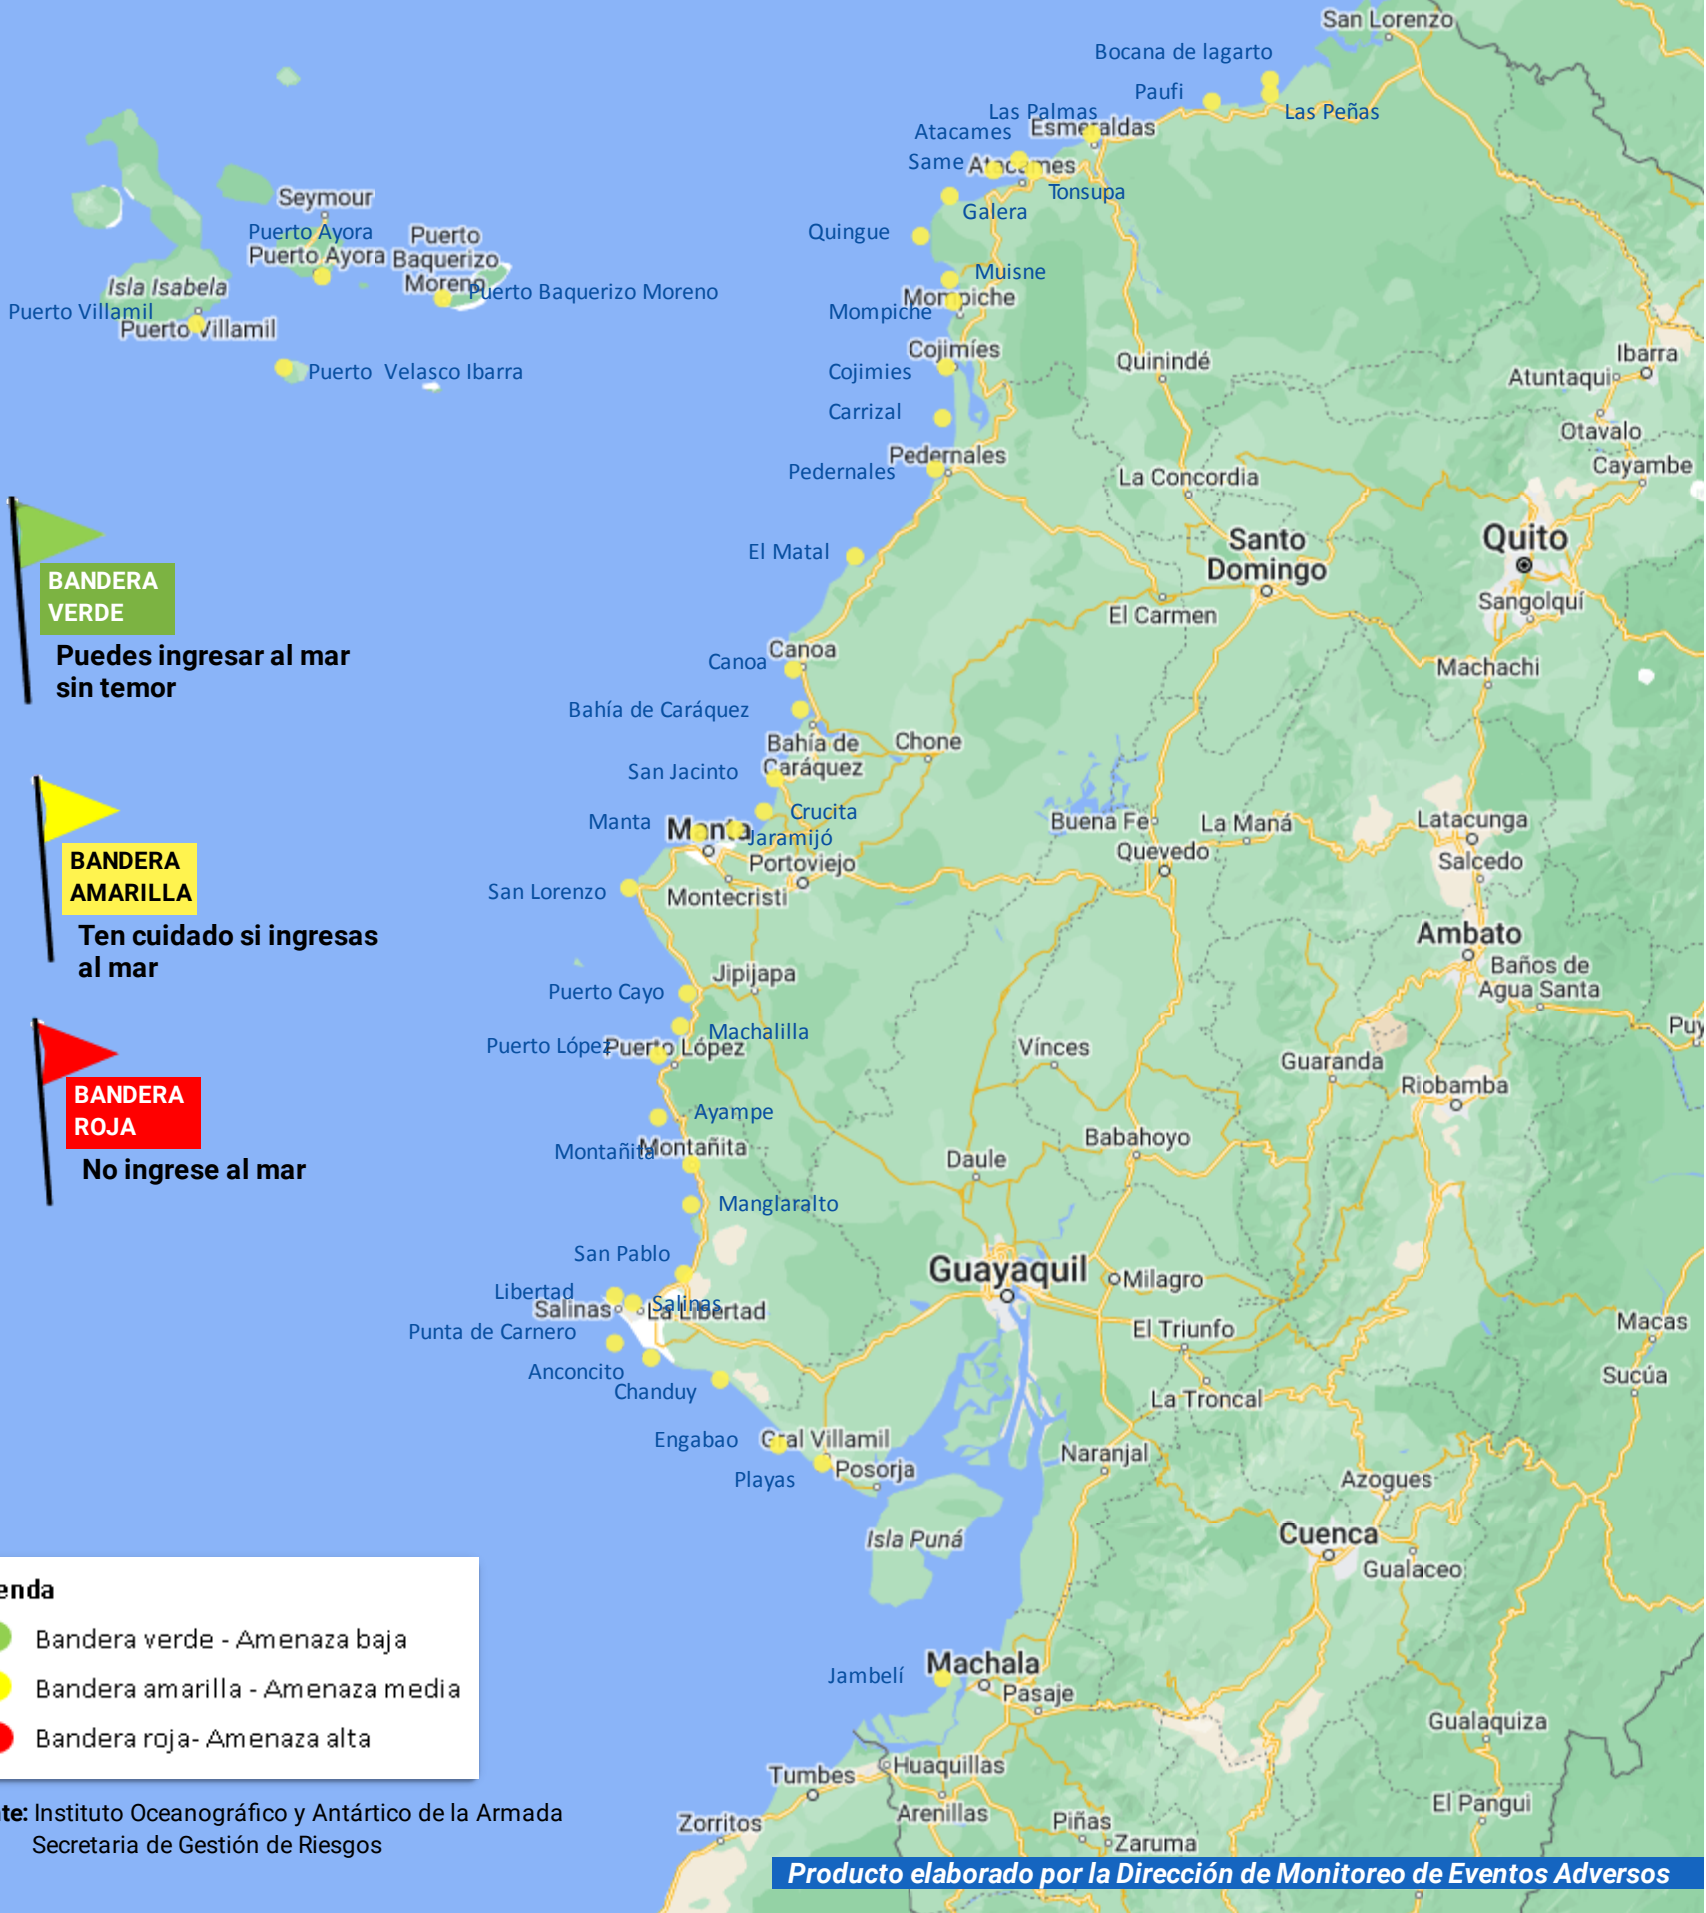 San Lorenzo
Bocana de lagarto
Paufi
Las Palmas
Las Peñas
Esmeraldas
Atacames
Same
Atacames
Tonsupa
Galera
Quingue
Muisne
Mompiche
Mompiche
Cojimíes
Cojimies
Carrizal
Pedernales
Pedernales
El Matal
Canoa
Canoa
Bahía de Caráquez
Bahía de
Caráquez
Chone
San Jacinto
Crucita
Manta
Manta
Jaramijó
Portoviejo
Montecristi
San Lorenzo
Jipijapa
Puerto Cayo
Machalilla
Puerto López
Puerto López
Ayampe
Montañita
Montañita
Manglaralto
San Pablo
Libertad
Salinas
Salinas
La Libertad
Punta de Carnero
Anconcito
Chanduy
Engabao
Gral Villamil
Playas
Posorja
Isla Puná
Jambelí
Machala
Pasaje
Huaquillas
Tumbes
Arenillas
Zorritos
Piñas
Zaruma
Seymour
Puerto Ayora
Puerto Ayora
Puerto
Baquerizo
Moreno
Puerto Baquerizo Moreno
Isla Isabela
Puerto Villamil
Puerto Villamil
Puerto Velasco Ibarra
Quinindé
Ibarra
Atuntaqui
Otavalo
Cayambe
La Concordia
Santo
Domingo
Quito
Sangolquí
El Carmen
Machachi
Buena Fe
La Maná
Latacunga
Quevedo
Salcedo
Ambato
Baños de
Agua Santa
Puy
Vínces
Guaranda
Riobamba
Babahoyo
Daule
Guayaquil
Milagro
El Triunfo
Macas
Sucúa
La Troncal
Naranjal
Azogues
Cuenca
Gualaceo
Gualaquiza
El Pangui
BANDERA
VERDE
Puedes ingresar al mar
sin temor
BANDERA
AMARILLA
Ten cuidado si ingresas
al mar
BANDERA
ROJA
No ingrese al mar
enda
Bandera verde - Amenaza baja
Bandera amarilla - Amenaza media
Bandera roja- Amenaza alta
te: Instituto Oceanográfico y Antártico de la Armada
Secretaria de Gestión de Riesgos
Producto elaborado por la Dirección de Monitoreo de Eventos Adversos